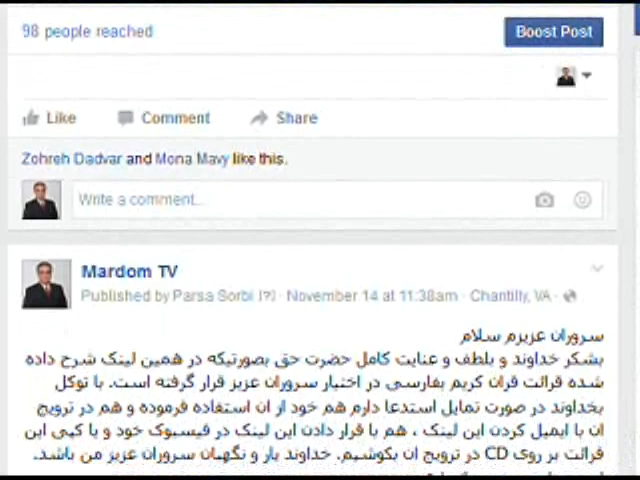 98 people reached
Boost Post
Like Comment Share
Zohreh Dadvar and Mona Mavy like this.
Write a comment...
Mardom TV
Published by Parsa Sorbi [?] · November 14 at 11:38am · Chantilly, VA ·
سروران عزیزم سلام
بشکر خداوند و بلطف و عنایت کامل حضرت حق بصورتیکه در همین لینک شرح داده
شده قرائت قران کریم بفارسی در اختیار سروران عزیز قرار گرفته است. با توکل
بخداوند در صورت تمایل استدعا دارم هم خود از ان استفاده فرموده و هم در ترویج
ان با ایمیل کردن این لینک ، هم با قرار دادن این لینک در فیسبوک خود و یا کپی این
قرائت بر روی CD در ترویج ان بکوشیم. خداوند یار و نگهبان سروران عزیز من باشد.